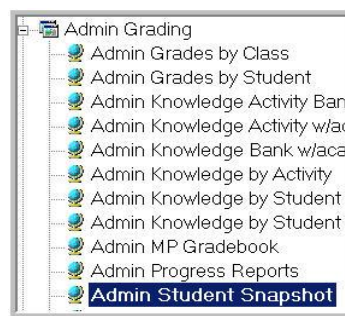 Admin Grading
Admin Grades by Class
Admin Grades by Student
Admin Knowledge Activity Ban
Admin Knowledge Activity w/ac
Admin Knowledge Bank w/aca
Admin Knowledge by Activity
Admin Knowledge by Student
Admin Knowledge by Student
Admin MP Gradebook
Admin Progress Reports
Admin Student Snapshot